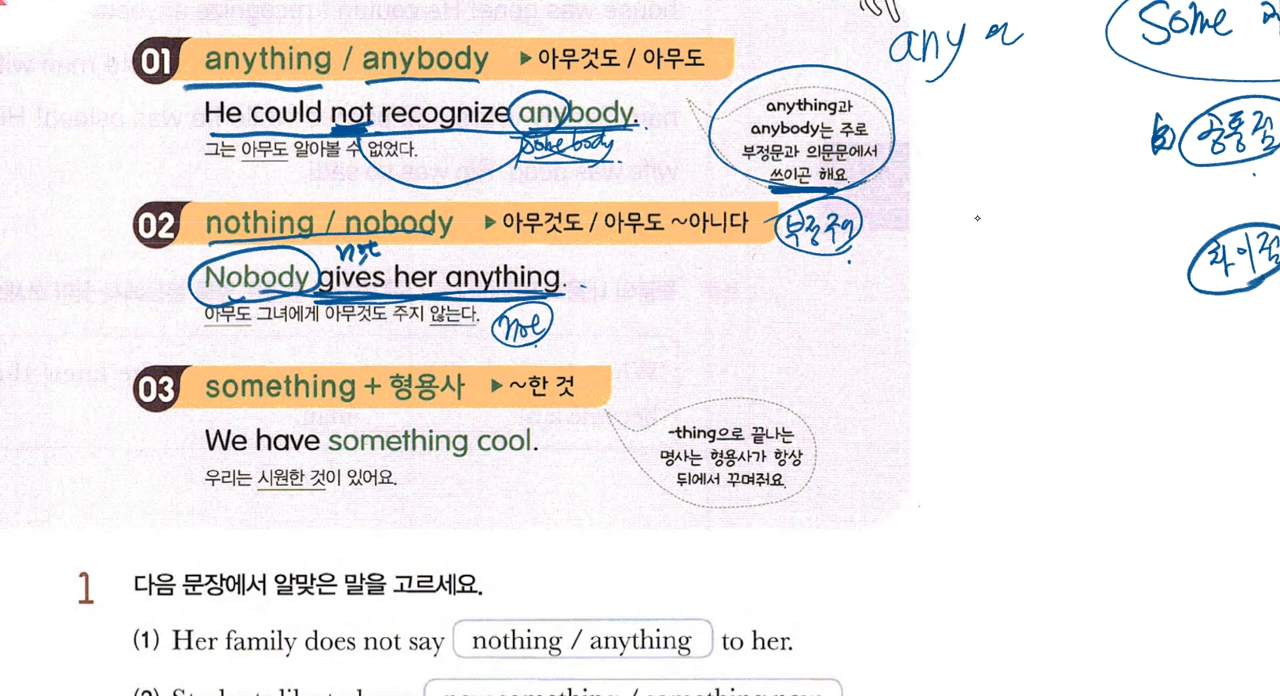 any
some
01 anything / anybody ▶ 아무것도 / 아무도
He could not recognize anybody.
somebody
그는 아무도 알아볼 수 없었다.
anything과
anybody는 주로
부정문과 의문문에서
쓰이곤 해요.
공통점
02 nothing / nobody ▶ 아무것도 / 아무도 ~아니다
부정주어
not
Nobody gives her anything.
아무도 그녀에게 아무것도 주지 않는다.
not
차이점
03 something + 형용사 ▶ ~한 것
We have something cool.
우리는 시원한 것이 있어요.
-thing으로 끝나는
명사는 형용사가 항상
뒤에서 꾸며줘요.
1 다음 문장에서 알맞은 말을 고르세요.
(1) Her family does not say nothing / anything to her.